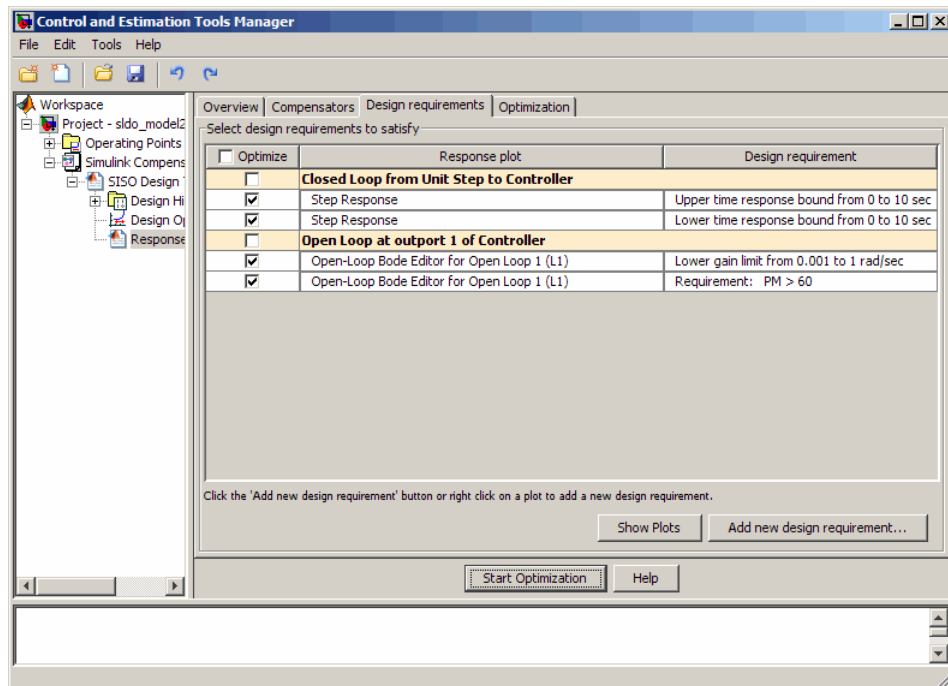 Control and Estimation Tools Manager
File Edit Tools Help
Workspace
Project - sldo_model2
Operating Points
Simulink Compens
SISO Design
Design Hi
Design Op
Response
Overview Compensators Design requirements Optimization
Select design requirements to satisfy
Optimize Response plot Design requirement
Closed Loop from Unit Step to Controller
Step Response Upper time response bound from 0 to 10 sec
Step Response Lower time response bound from 0 to 10 sec
Open Loop at outport 1 of Controller
Open-Loop Bode Editor for Open Loop 1 (L1) Lower gain limit from 0.001 to 1 rad/sec
Open-Loop Bode Editor for Open Loop 1 (L1) Requirement: PM > 60
Click the 'Add new design requirement' button or right click on a plot to add a new design requirement.
Show Plots Add new design requirement...
Start Optimization Help